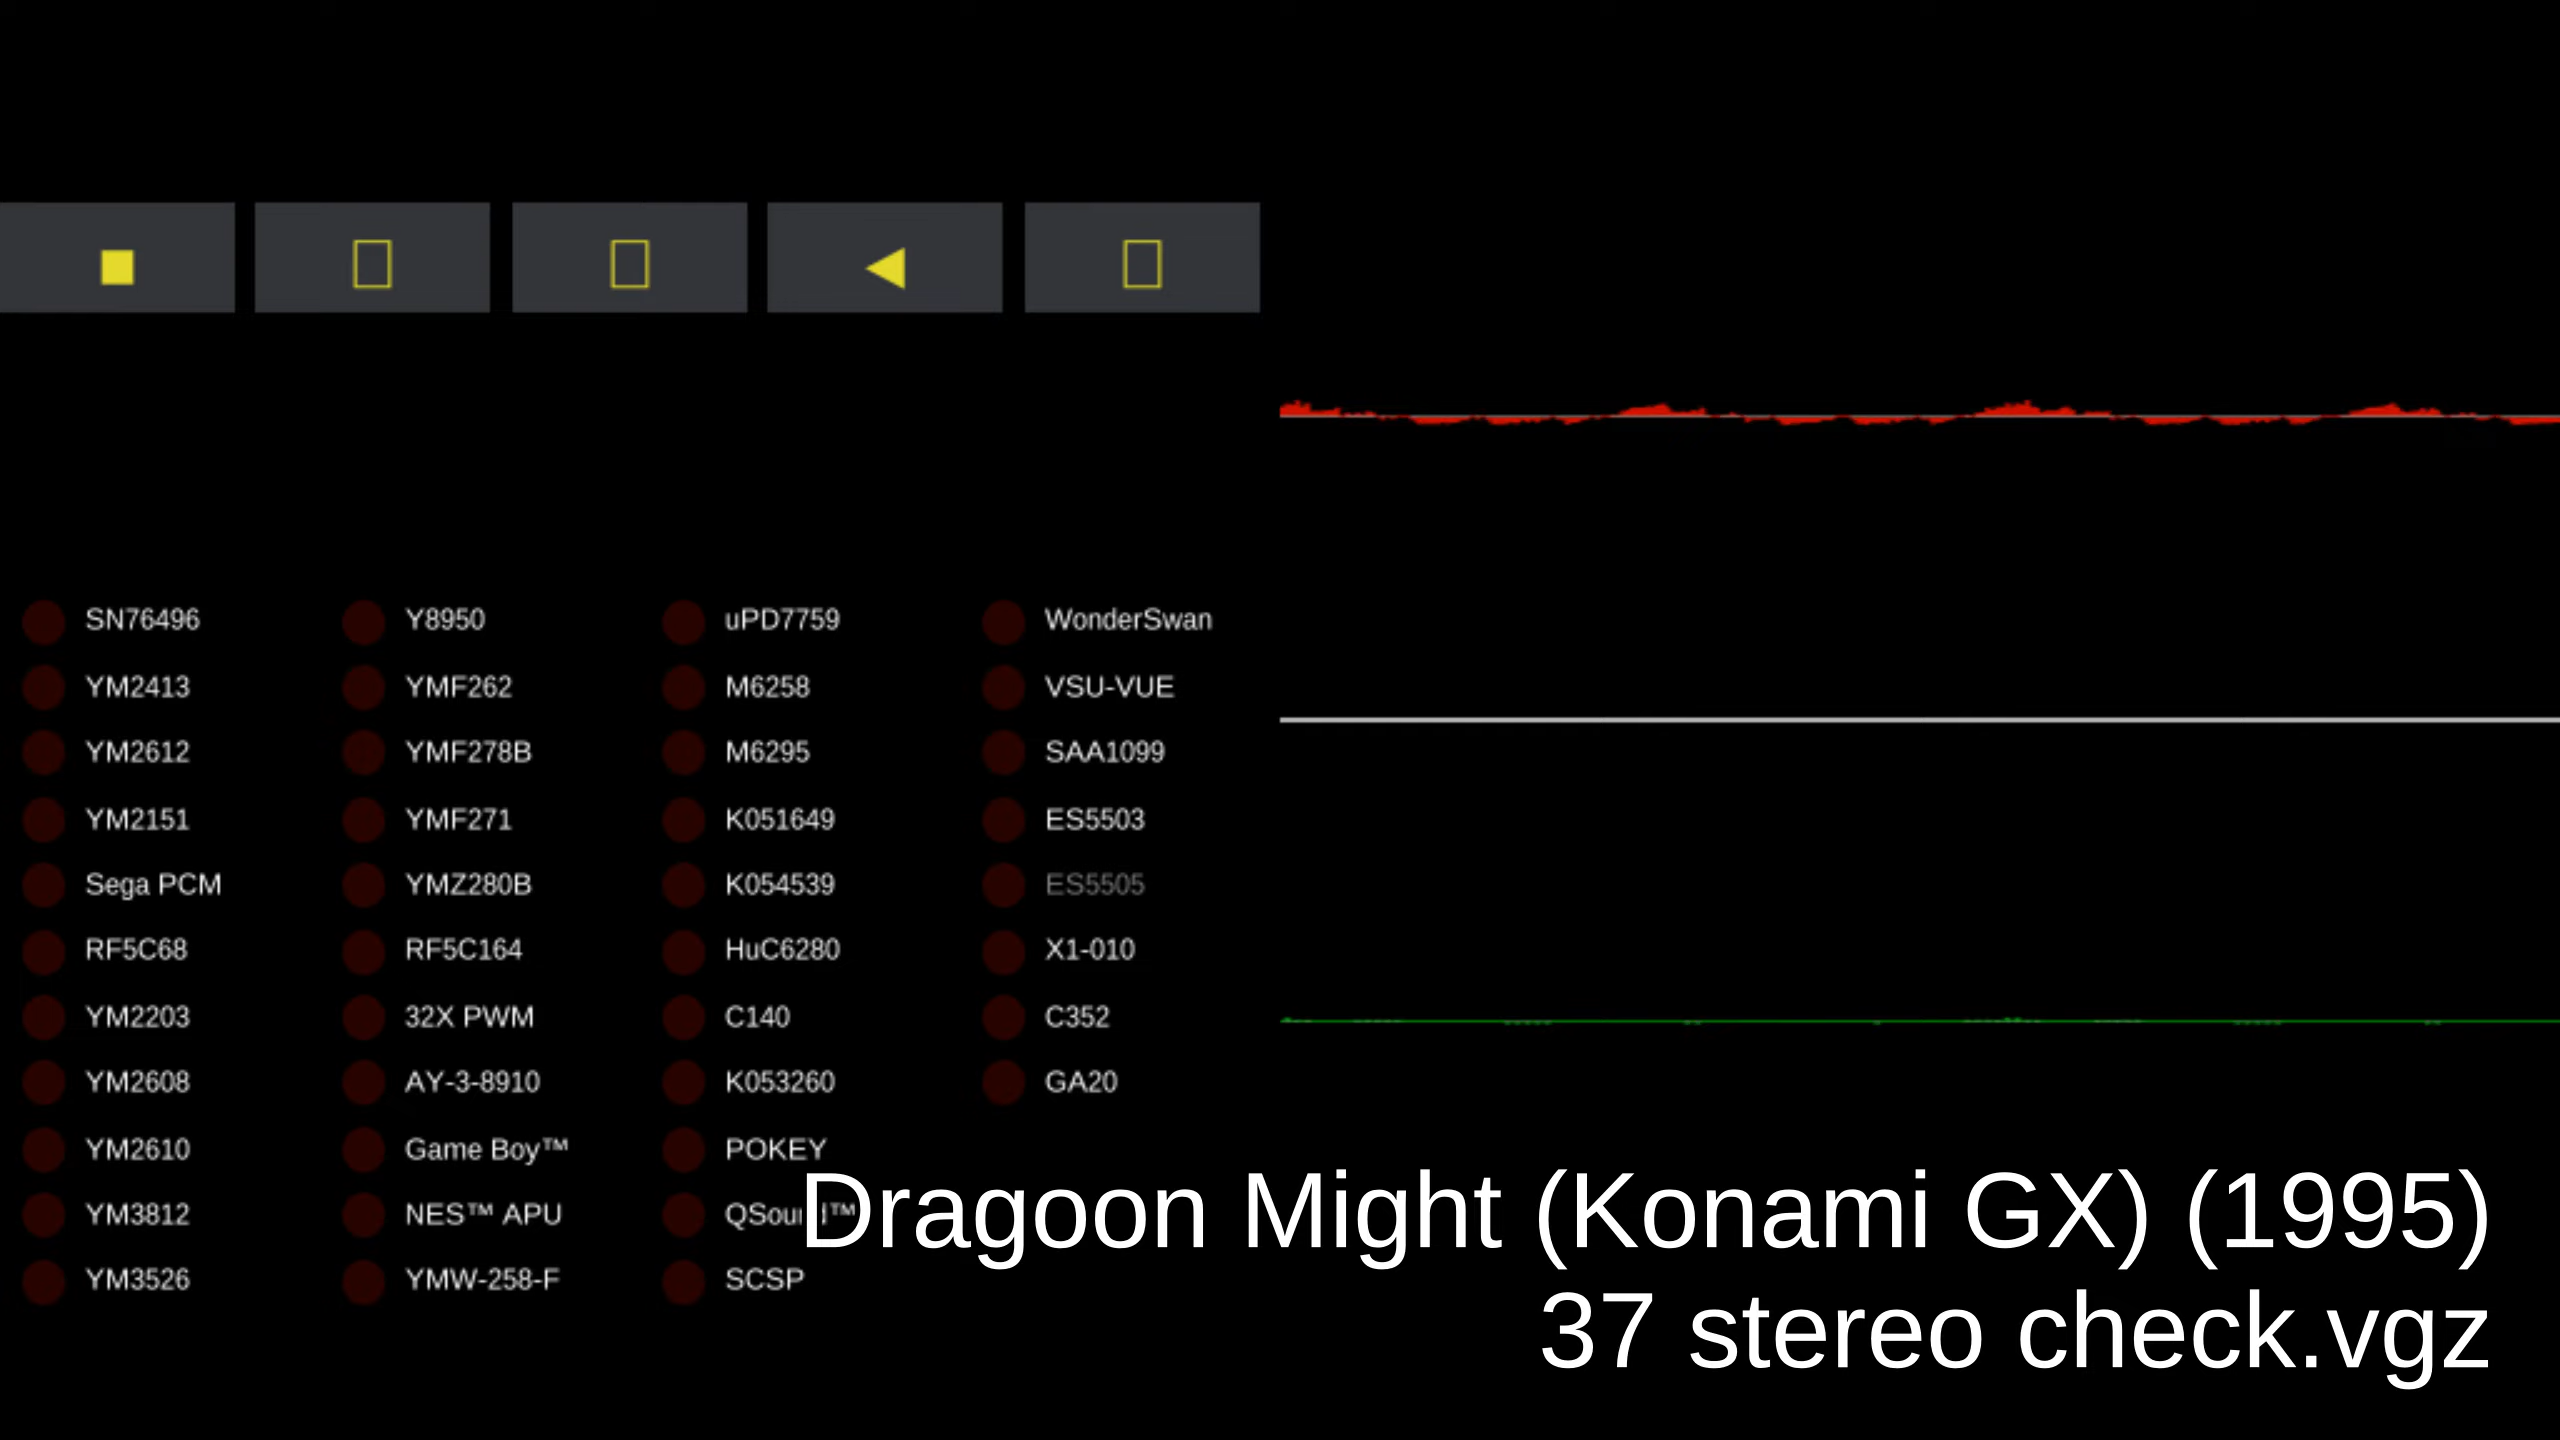 SN76496
YM2413
YM2612
YM2151
Sega PCM
RF5C68
YM2203
YM2608
YM2610
YM3812
YM3526
Y8950
YMF262
YMF278B
YMF271
YMZ280B
RF5C164
32X PWM
AY-3-8910
Game Boy™
NES™ APU
YMW-258-F
uPD7759
M6258
M6295
K051649
K054539
HuC6280
C140
K053260
POKEY
QSound™
SCSP
WonderSwan
VSU-VUE
SAA1099
ES5503
ES5505
X1-010
C352
GA20
Dragoon Might (Konami GX) (1995)
37 stereo check.vgz